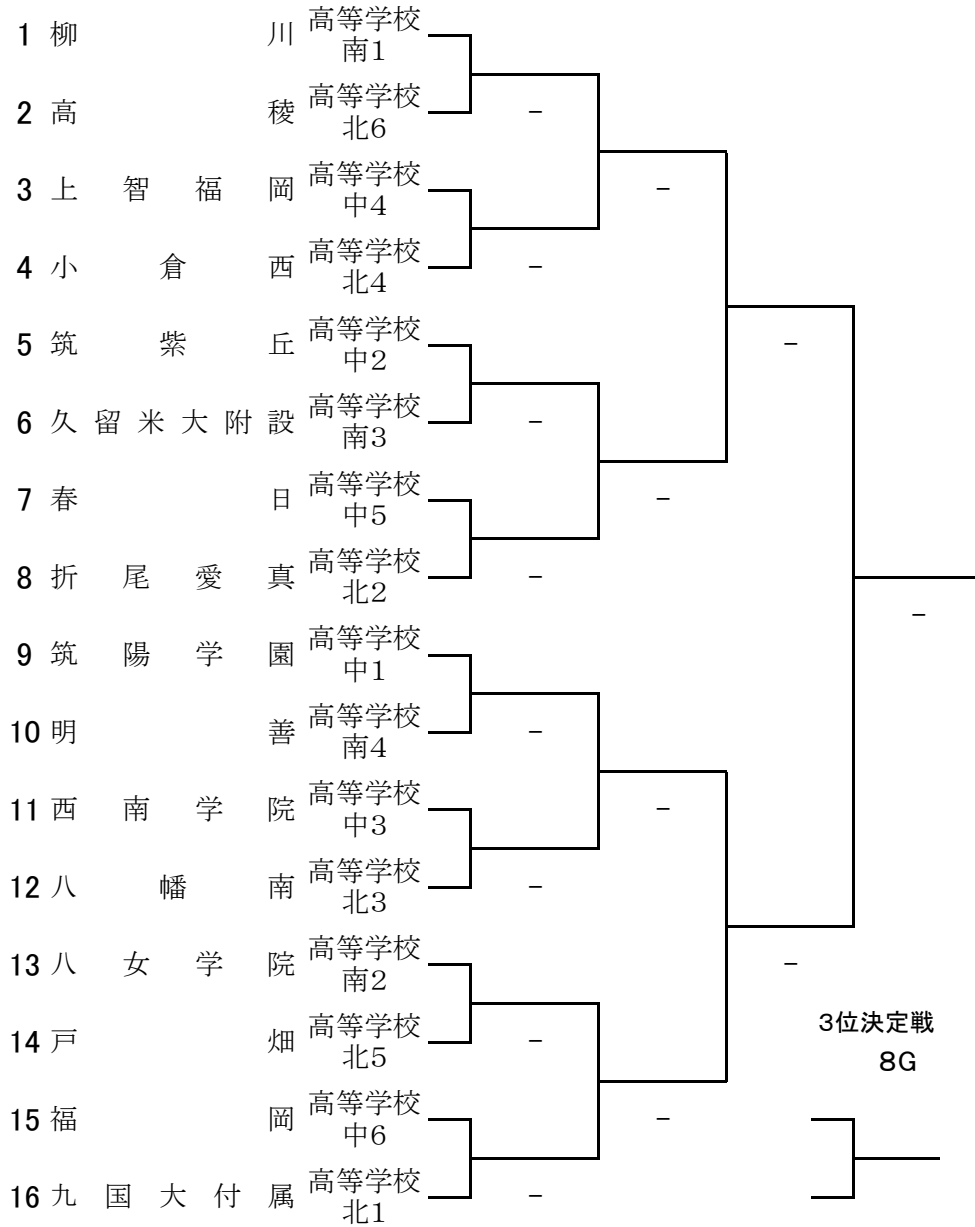 1 柳川 高等学校 南1
2 高稜 高等学校 北6
–
3 上智福岡 高等学校 中4
–
4 小倉西 高等学校 北4
–
5 筑紫丘 高等学校 中2
–
6 久留米大附設 高等学校 南3
–
7 春日 高等学校 中5
–
8 折尾愛真 高等学校 北2
–
–
9 筑陽学園 高等学校 中1
10 明善 高等学校 南4
–
11 西南学院 高等学校 中3
–
12 八幡南 高等学校 北3
–
13 八女学院 高等学校 南2
–
14 戸畑 高等学校 北5
–
3位決定戦
8G
15 福岡 高等学校 中6
–
16 九国大付属 高等学校 北1
–